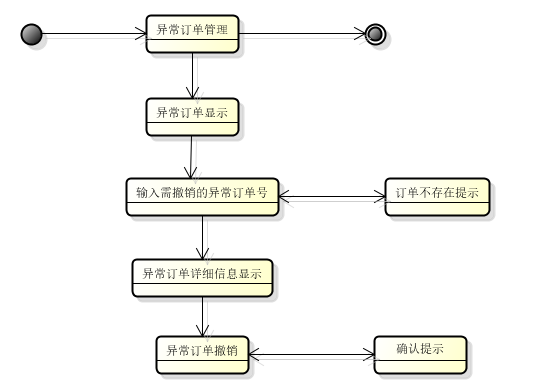 异常订单管理
异常订单显示
输入需撤销的异常订单号
订单不存在提示
异常订单详细信息显示
异常订单撤销
确认提示